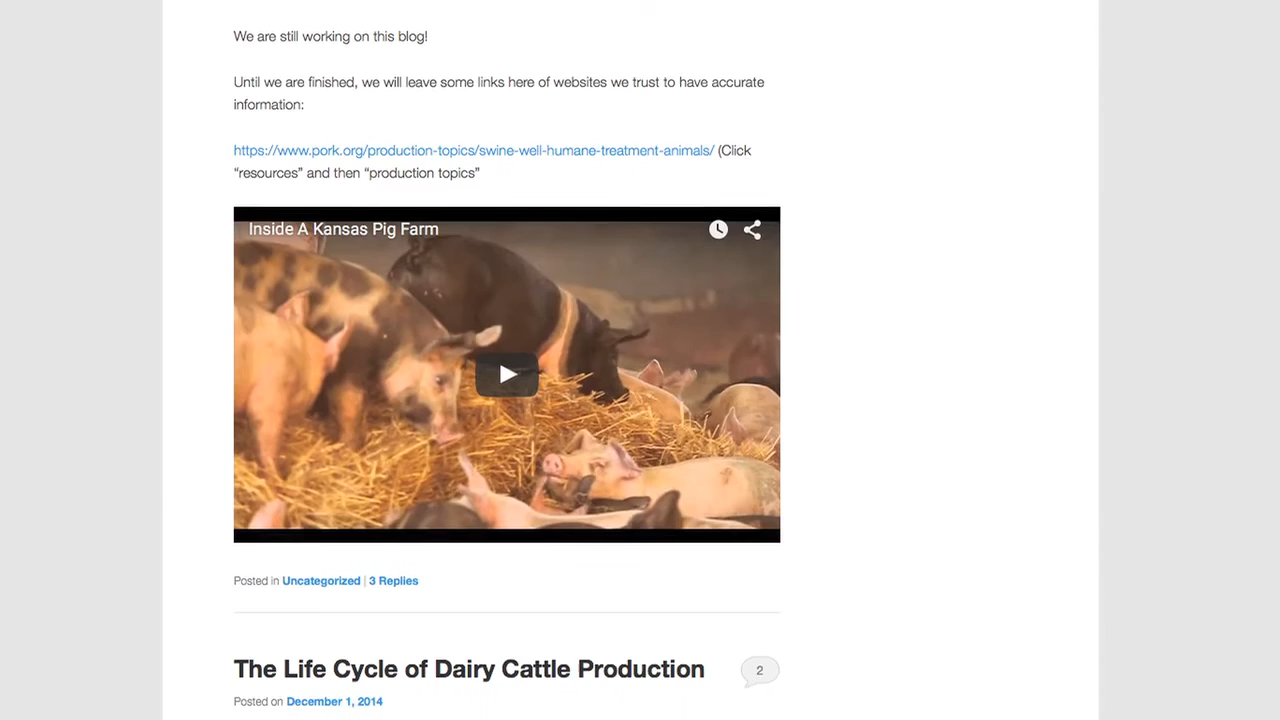 We are still working on this blog!
Until we are finished, we will leave some links here of websites we trust to have accurate
information:
https://www.pork.org/production-topics/swine-well-humane-treatment-animals/ (Click
“resources” and then “production topics”
Inside A Kansas Pig Farm
Posted in Uncategorized | 3 Replies
The Life Cycle of Dairy Cattle Production
2
Posted on December 1, 2014